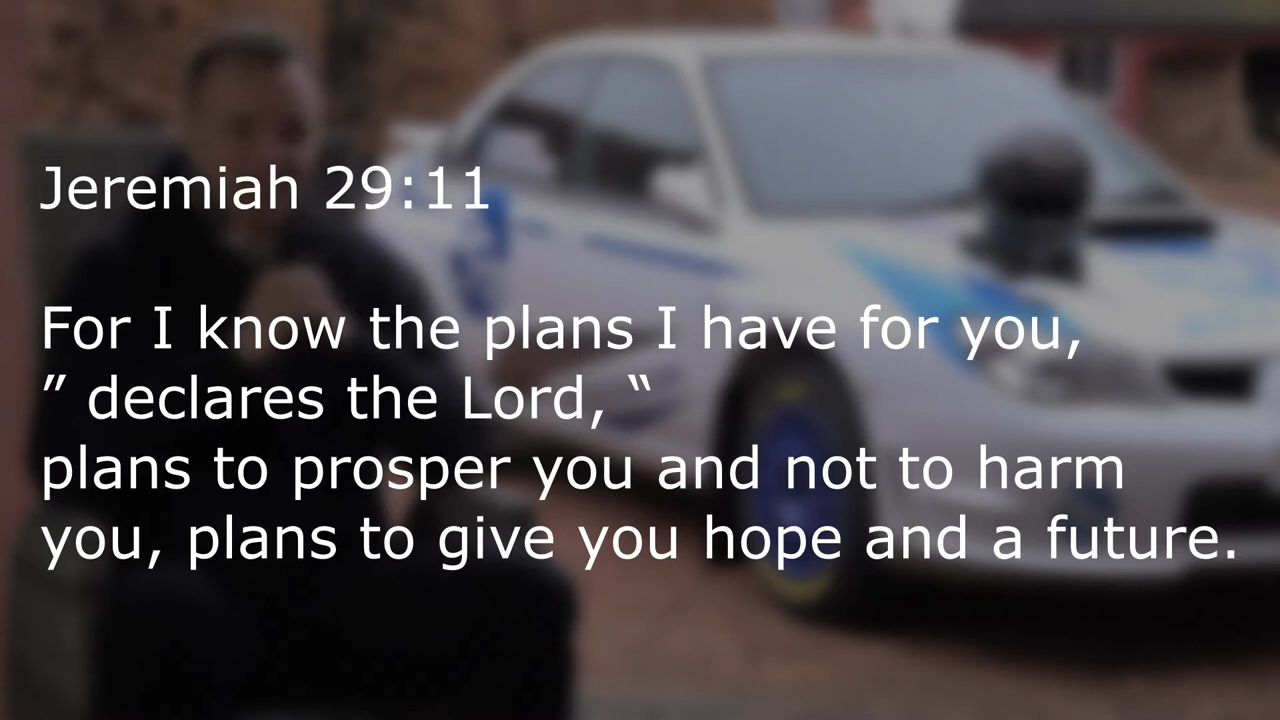 Jeremiah 29:11
For I know the plans I have for you,
” declares the Lord, “
plans to prosper you and not to harm
you, plans to give you hope and a future.